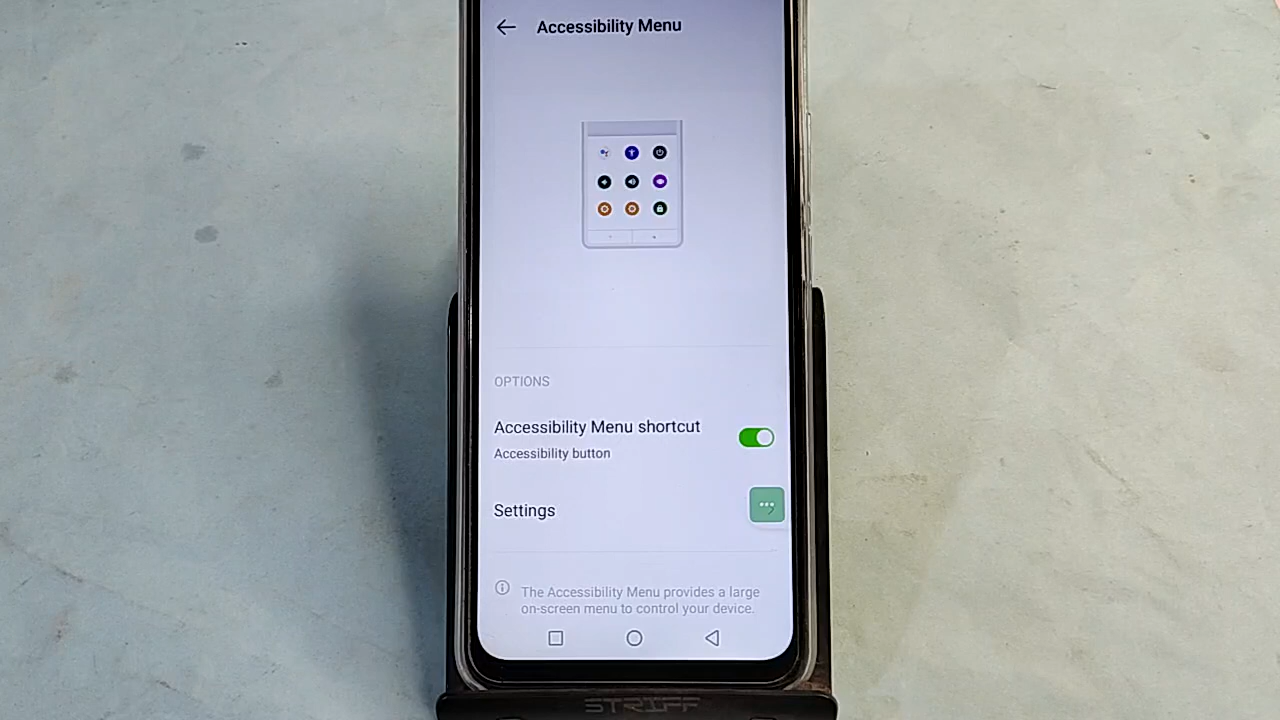 Accessibility Menu
OPTIONS
Accessibility Menu shortcut
Accessibility button
Settings
The Accessibility Menu provides a large
on-screen menu to control your device.
STRIFF